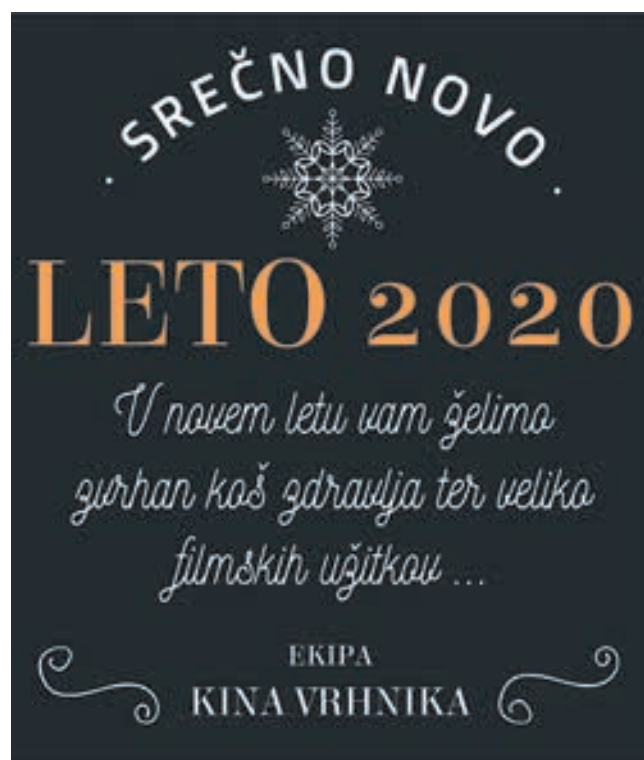 · SREČNO NOVO ·
LETO 2020
V novem letu vam želimo
zvrhan koš zdravlja ter veliko
filmskih užitkov ...
EKIPA
KINA VRHNIKA